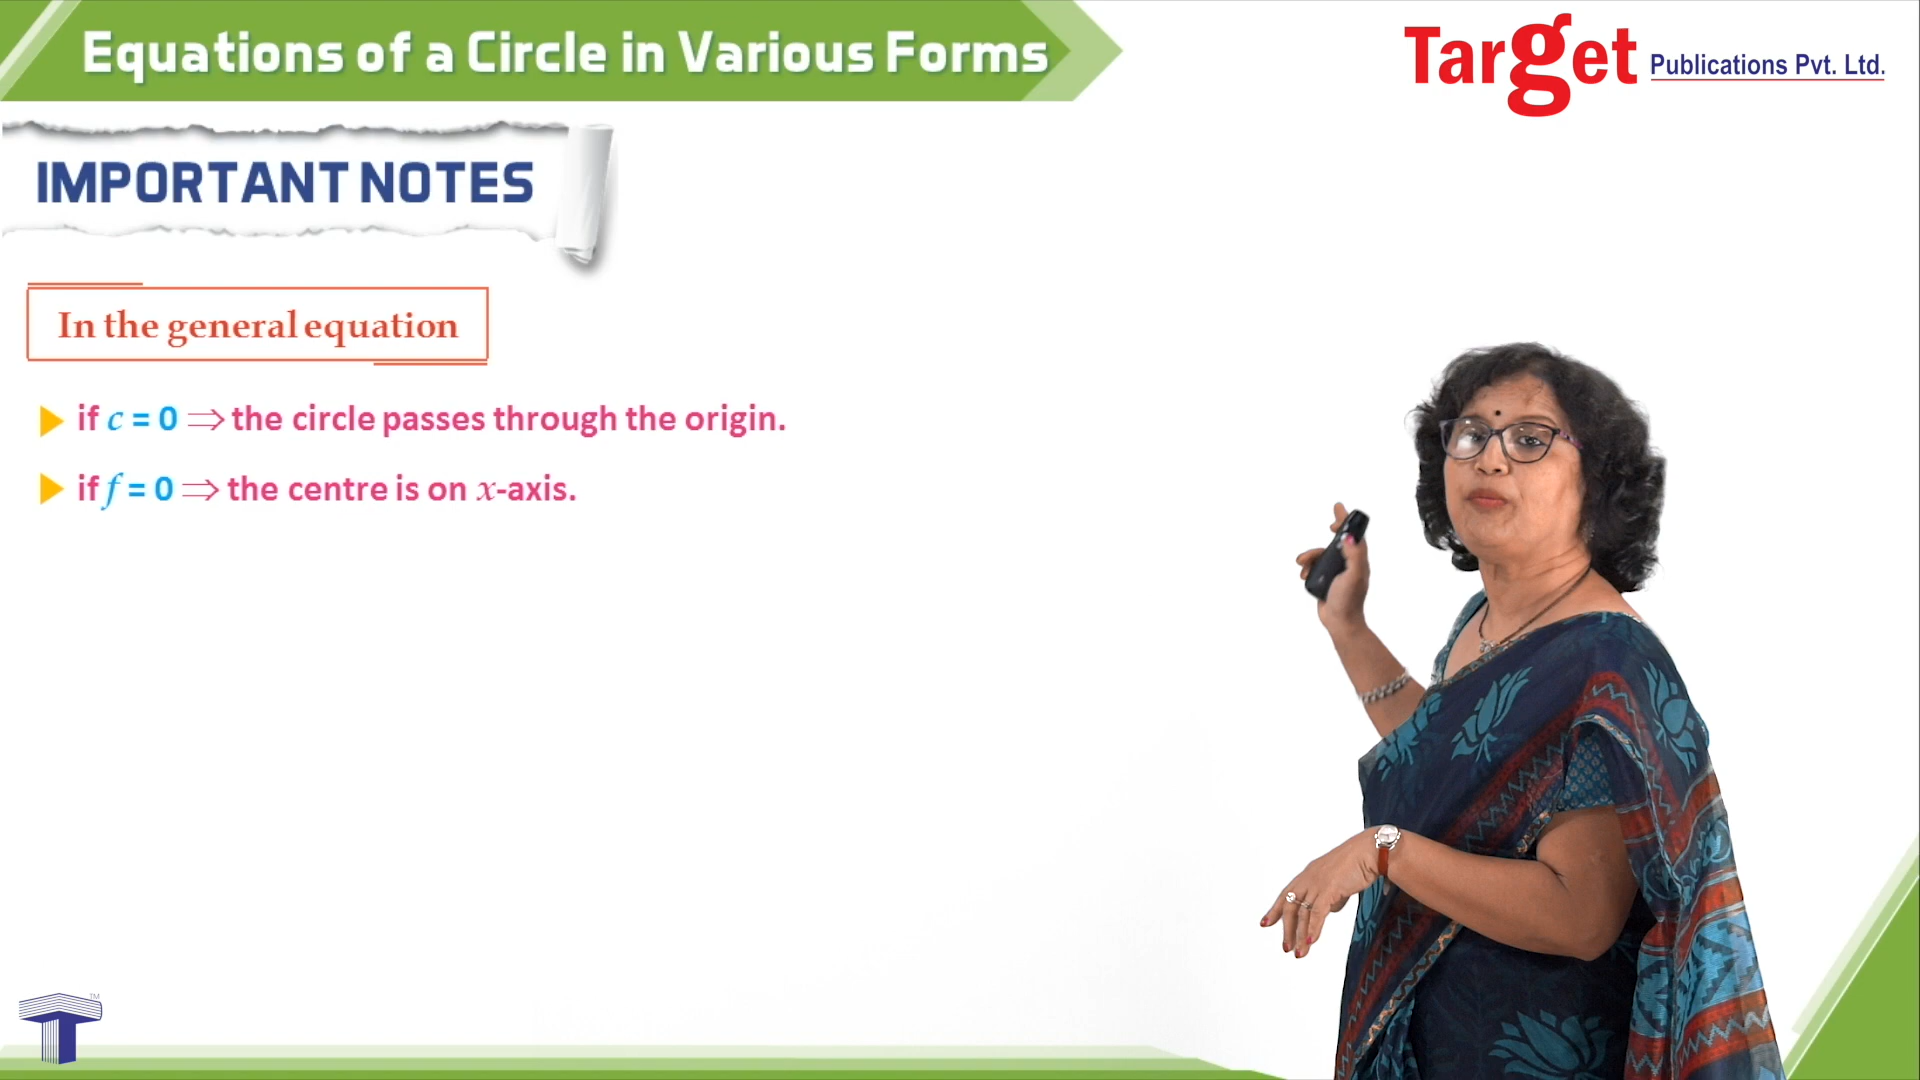 Equations of a Circle in Various Forms
Target Publications Pvt. Ltd.
IMPORTANT NOTES
In the general equation
if c = 0 ⇒ the circle passes through the origin.
if f = 0 ⇒ the centre is on x-axis.
T
TM